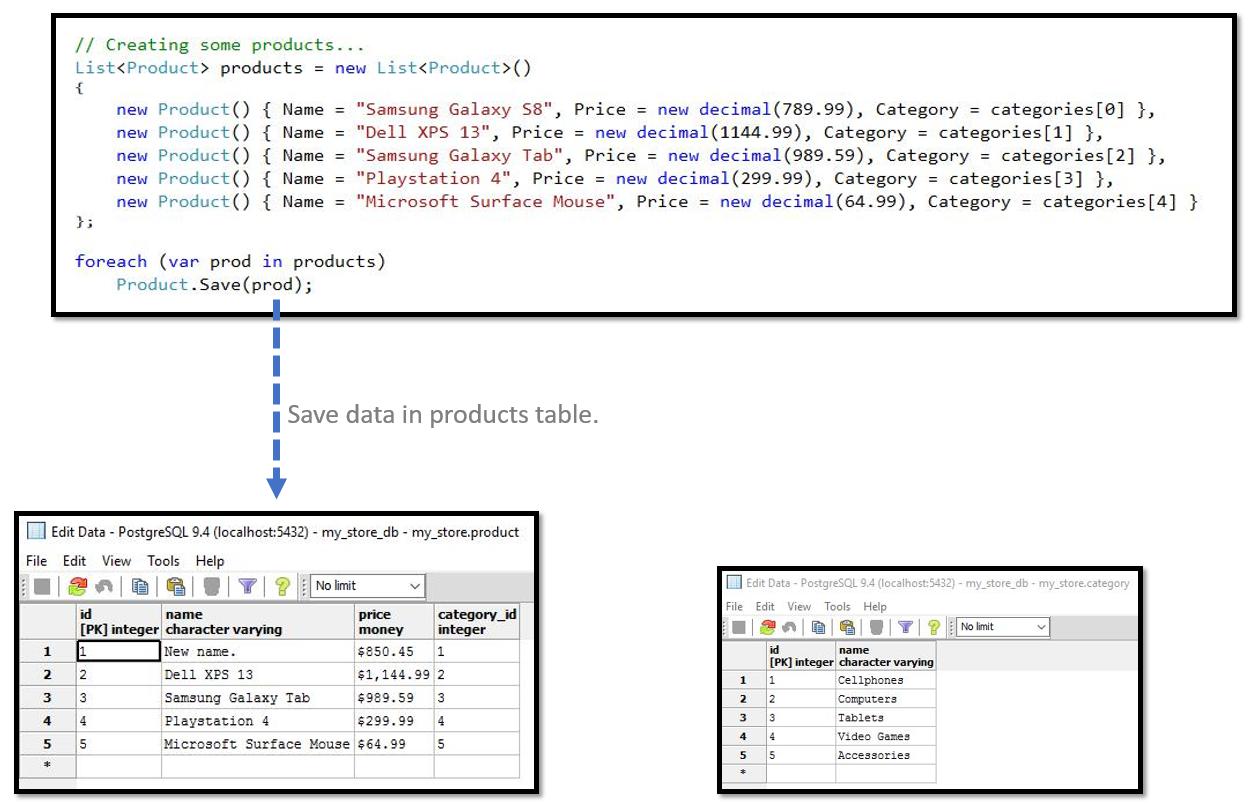 // Creating some products...
List<Product> products = new List<Product>()
{
new Product() { Name = "Samsung Galaxy S8", Price = new decimal(789.99), Category = categories[0] },
new Product() { Name = "Dell XPS 13", Price = new decimal(1144.99), Category = categories[1] },
new Product() { Name = "Samsung Galaxy Tab", Price = new decimal(989.59), Category = categories[2] },
new Product() { Name = "Playstation 4", Price = new decimal(299.99), Category = categories[3] },
new Product() { Name = "Microsoft Surface Mouse", Price = new decimal(64.99), Category = categories[4] }
};
foreach (var prod in products)
Product.Save(prod);
Save data in products table.
Edit Data - PostgreSQL 9.4 (localhost:5432) - my_store_db - my_store.product
File Edit View Tools Help
No limit
id name price category_id
[PK] integer character varying money integer
1 1 New name. $850.45 1
2 2 Dell XPS 13 $1,144.99 2
3 3 Samsung Galaxy Tab $989.59 3
4 4 Playstation 4 $299.99 4
5 5 Microsoft Surface Mouse $64.99 5
*
Edit Data - PostgreSQL 9.4 (localhost:5432) - my_store_db - my_store.category
File Edit View Tools Help
No limit
id name
[PK] integer character varying
1 1 Cellphones
2 2 Computers
3 3 Tablets
4 4 Video Games
5 5 Accessories
*